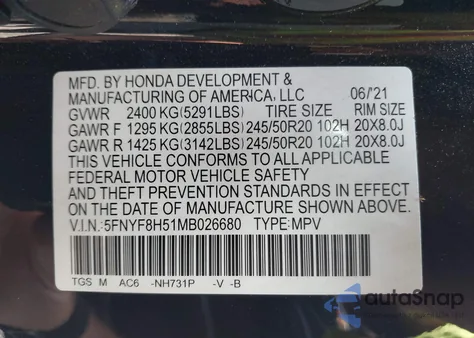 MFD. BY HONDA DEVELOPMENT &
MANUFACTURING OF AMERICA, LLC 06/'21
GVWR 2400 KG(5291LBS) TIRE SIZE RIM SIZE
GAWR F 1295 KG(2855LBS) 245/50R20 102H 20X8.0J
GAWR R 1425 KG(3142LBS) 245/50R20 102H 20X8.0J
THIS VEHICLE CONFORMS TO ALL APPLICABLE
FEDERAL MOTOR VEHICLE SAFETY
AND THEFT PREVENTION STANDARDS IN EFFECT
ON THE DATE OF MANUFACTURE SHOWN ABOVE.
V.I.N.:5FNYF8H51MB026680 TYPE:MPV
TGS M AC6 -NH731P -V -B
autoSnap